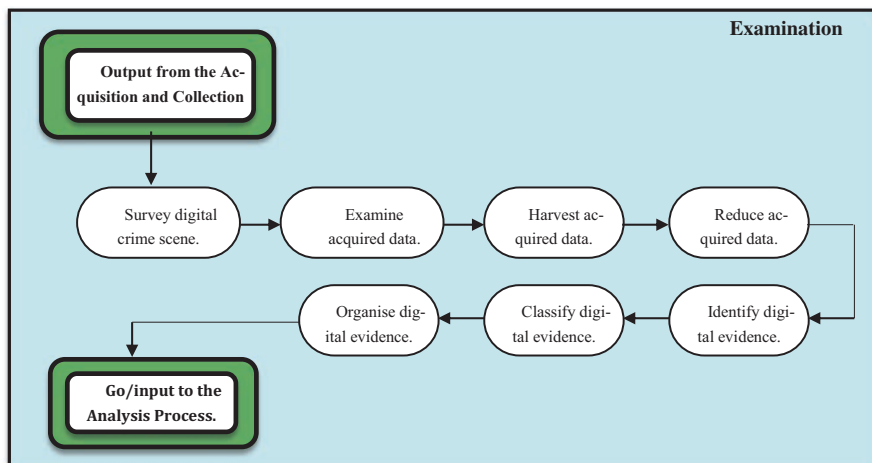 Examination
Output from the Ac-
quisition and Collection
Survey digital
crime scene.
Examine
acquired data.
Harvest ac-
quired data.
Reduce ac-
quired data.
Identify digi-
tal evidence.
Classify digi-
tal evidence.
Organise dig-
ital evidence.
Go/input to the
Analysis Process.